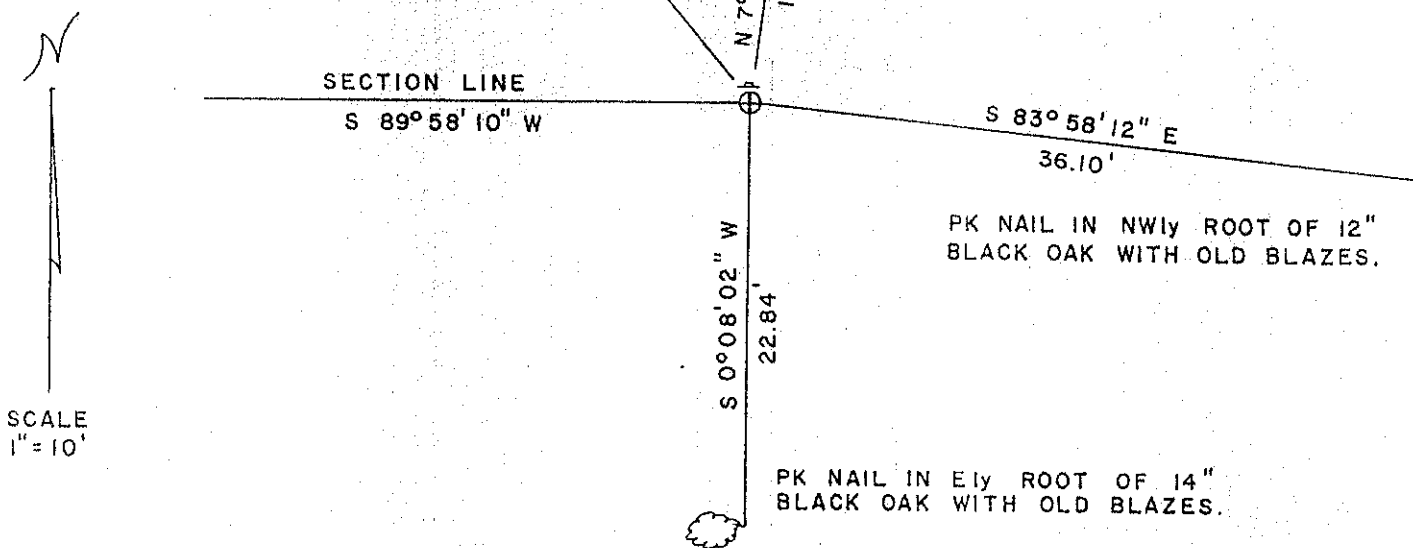 N
N 7°
SECTION LINE
S 89° 58' 10" W
S 83° 58' 12" E
36.10'
PK NAIL IN NWly ROOT OF 12"
BLACK OAK WITH OLD BLAZES.
S 0° 08' 02" W
22.84'
SCALE
1"=10'
PK NAIL IN Ely ROOT OF 14"
BLACK OAK WITH OLD BLAZES.